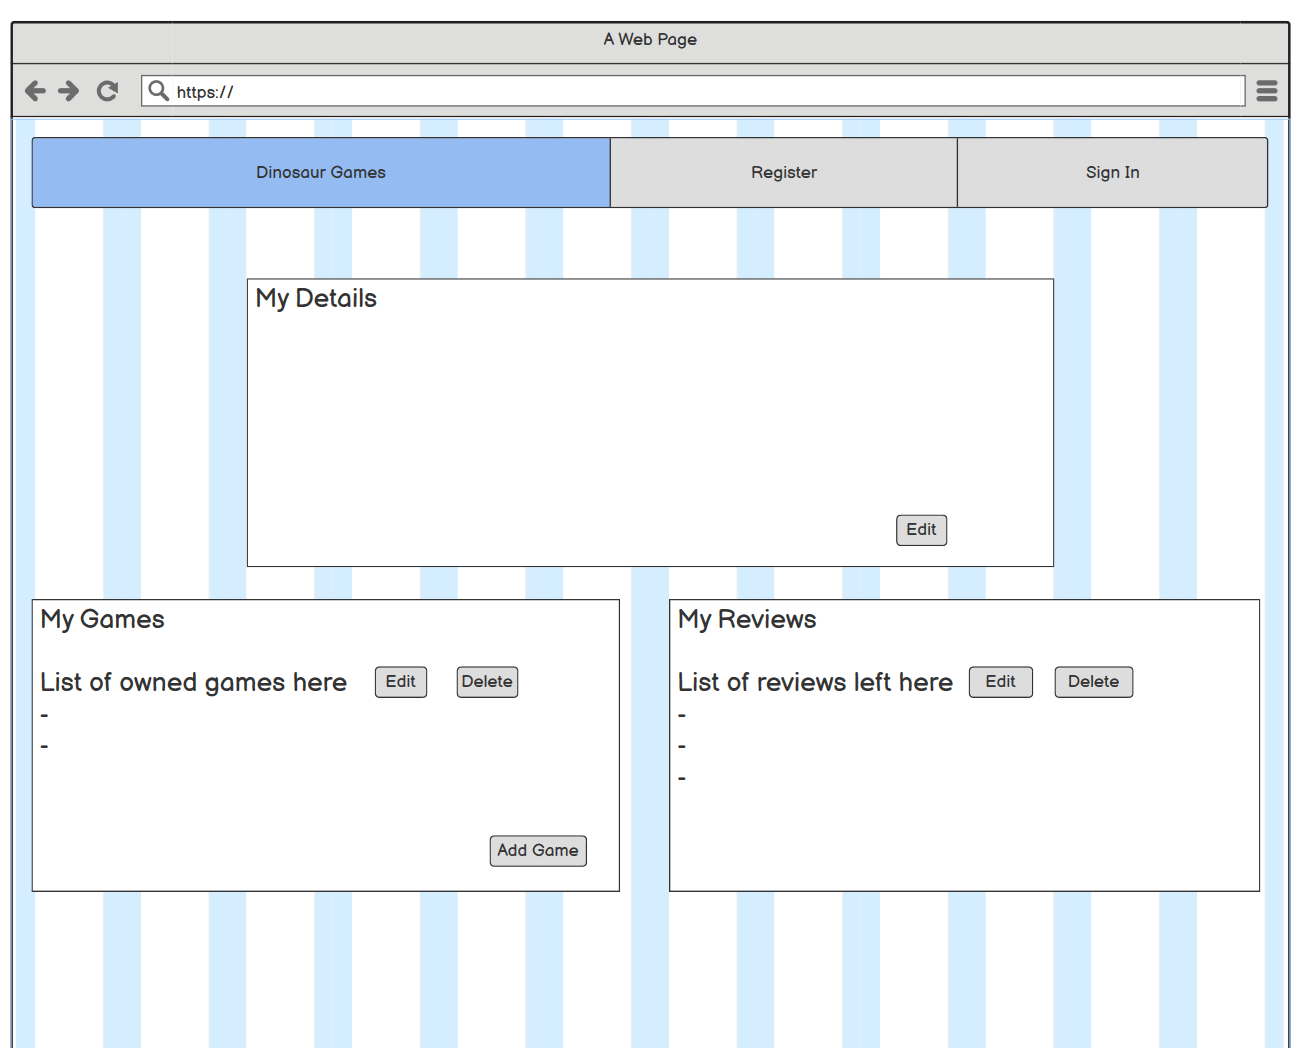 A Web Page
https://
Dinosaur Games Register Sign In
My Details
Edit
My Games
List of owned games here Edit Delete
-
-
Add Game
My Reviews
List of reviews left here Edit Delete
-
-
-